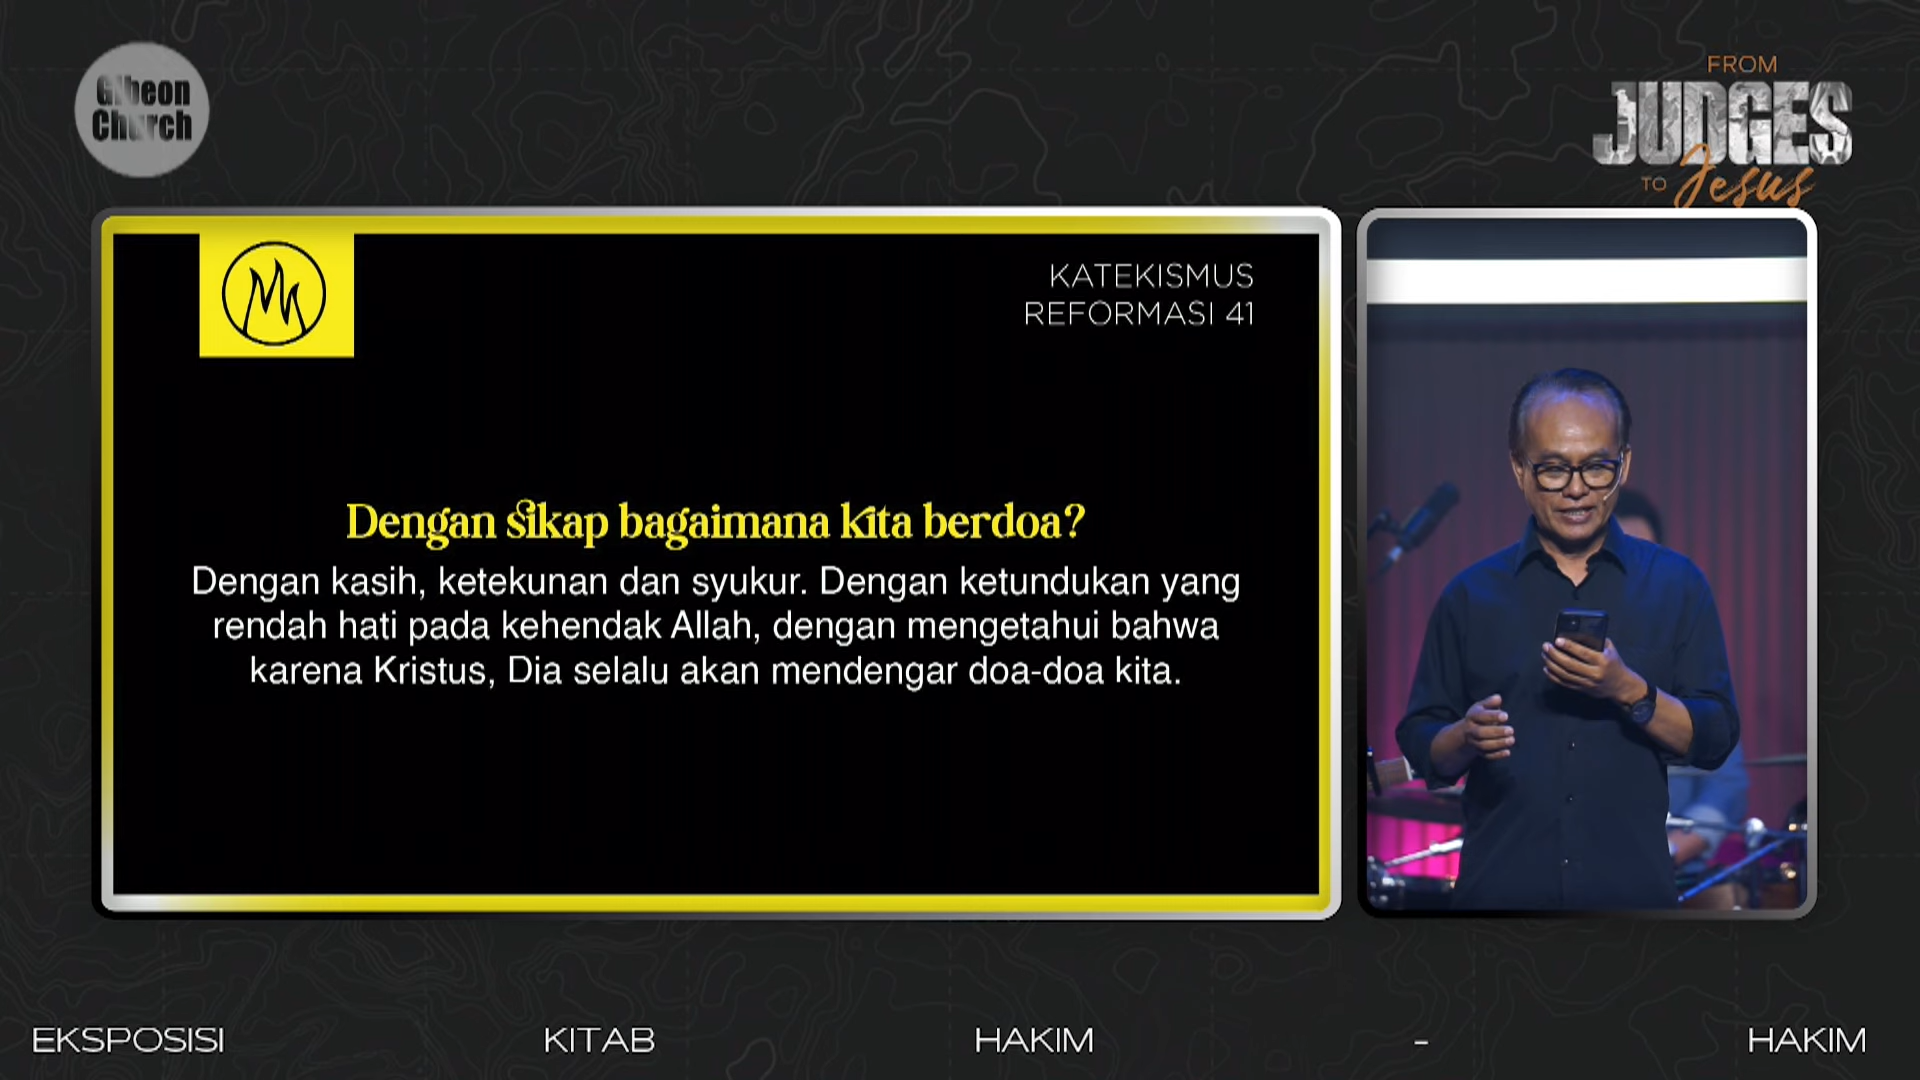 Gibeon
Church
FROM
JUDGES
TO Jesus
KATEKISMUS
REFORMASI 41
Dengan sikap bagaimana kita berdoa?
Dengan kasih, ketekunan dan syukur. Dengan ketundukan yang
rendah hati pada kehendak Allah, dengan mengetahui bahwa
karena Kristus, Dia selalu akan mendengar doa-doa kita.
EKSPOSISI KITAB HAKIM - HAKIM